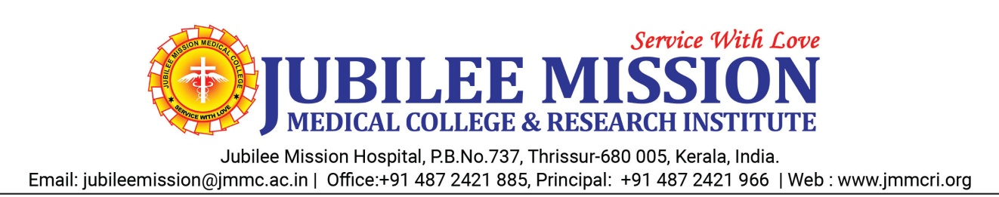 Service With Love
JUBILEE MISSION MEDICAL COLLEGE
SERVICE WITH LOVE
JUBILEE MISSION
MEDICAL COLLEGE & RESEARCH INSTITUTE
Jubilee Mission Hospital, P.B.No.737, Thrissur-680 005, Kerala, India.
Email: jubileemission@jmmc.ac.in | Office:+91 487 2421 885, Principal: +91 487 2421 966 | Web : www.jmmcri.org